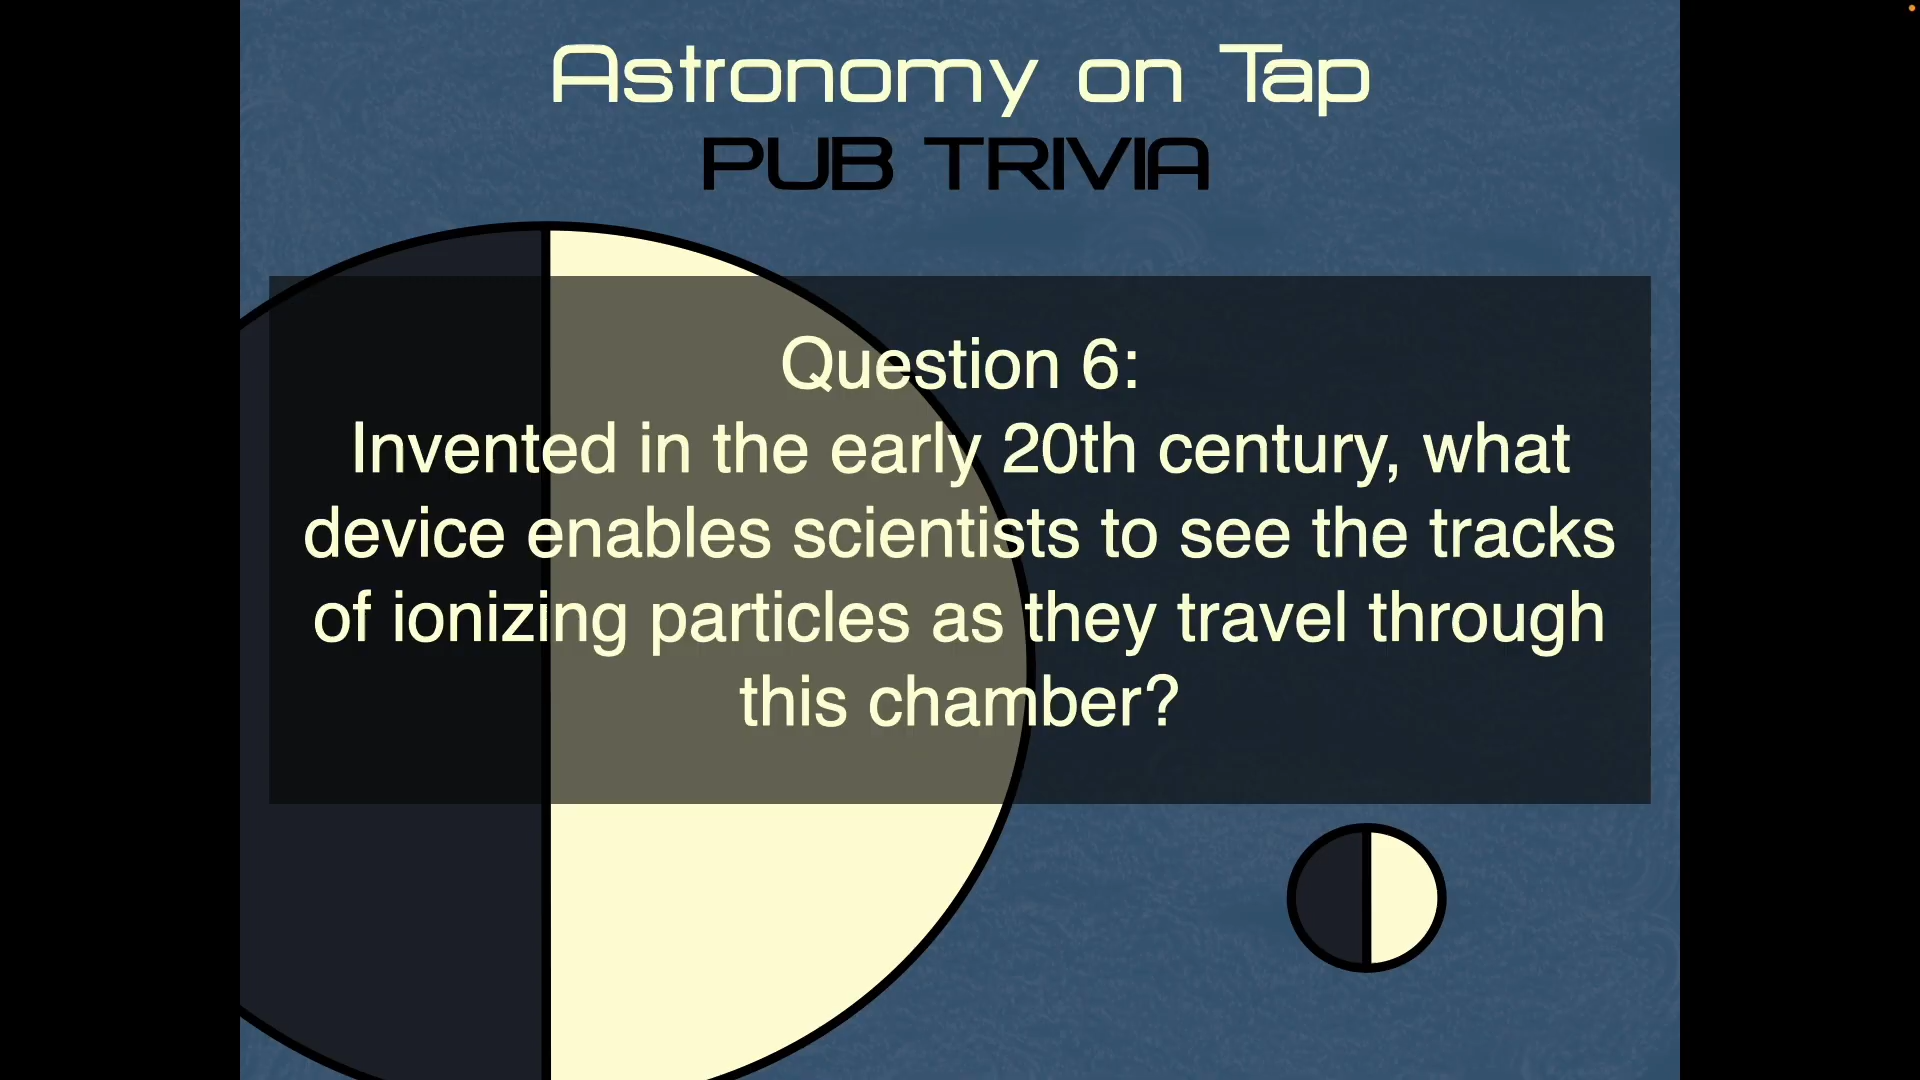 Astronomy on Tap
PUB TRIVIA
Question 6:
Invented in the early 20th century, what
device enables scientists to see the tracks
of ionizing particles as they travel through
this chamber?